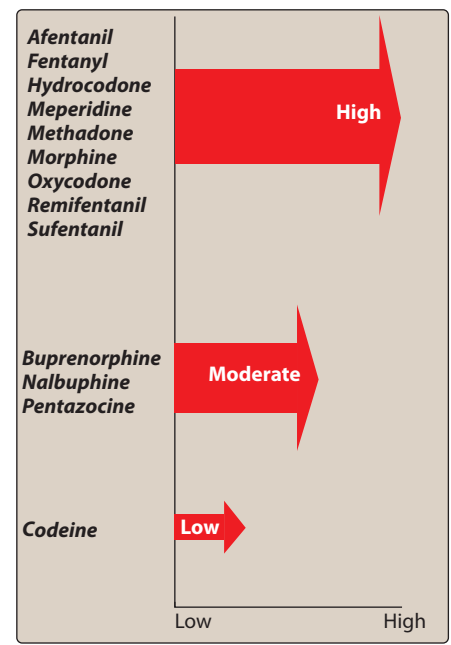 Afentanil
Fentanyl
Hydrocodone
Meperidine
Methadone
Morphine
Oxycodone
Remifentanil
Sufentanil
High
Buprenorphine
Nalbuphine
Pentazocine
Moderate
Codeine
Low
Low
High